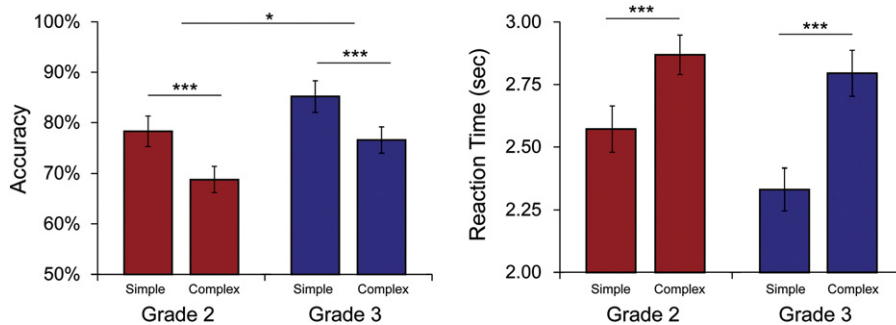 Accuracy
100%
90%
80%
70%
60%
50%
*
***
***
Simple
Complex
Simple
Complex
Grade 2
Grade 3
Reaction Time (sec)
3.00
2.75
2.50
2.25
2.00
***
***
Simple
Complex
Simple
Complex
Grade 2
Grade 3